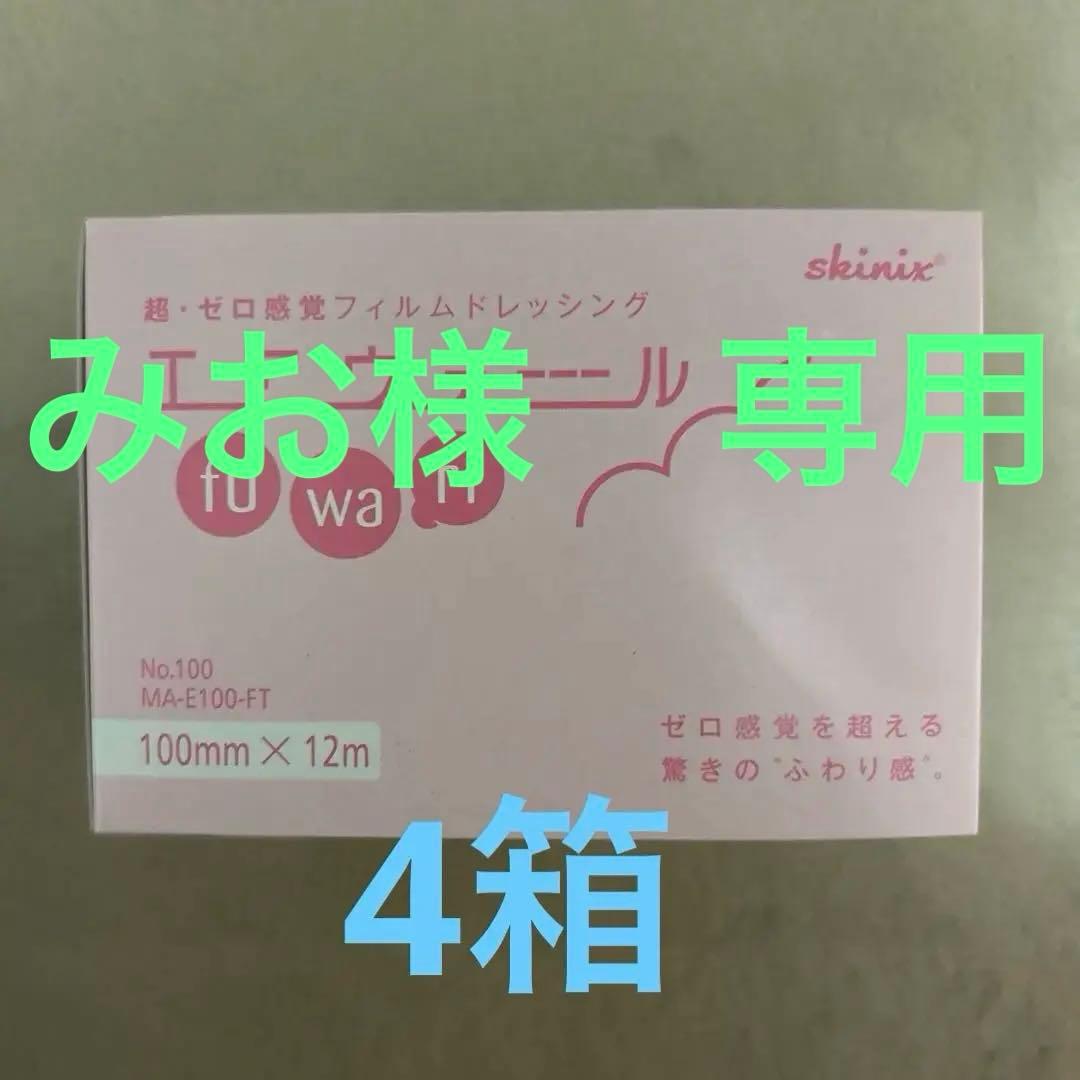 skinix
超・ゼロ感覚フィルムドレッシング
みお様 専用
fu wa ri
No.100
MA-E100-FT
100mm × 12m
ゼロ感覚を超える
驚きの“ふわり感”。
4箱